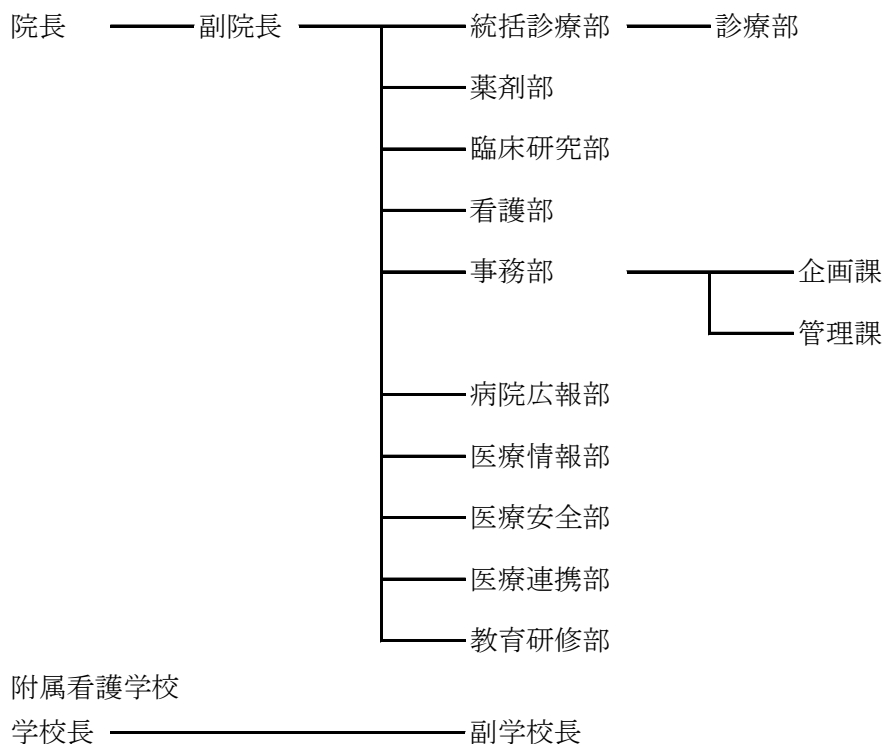 院長 副院長 統括診療部 診療部
薬剤部
臨床研究部
看護部
事務部 企画課
管理課
病院広報部
医療情報部
医療安全部
医療連携部
教育研修部
附属看護学校
学校長 副学校長